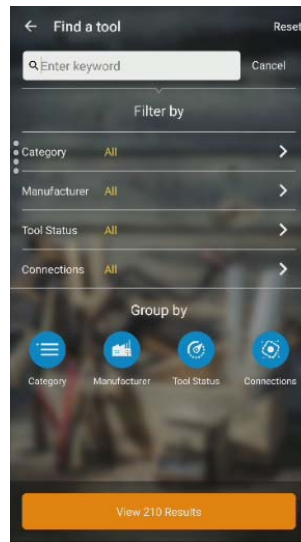 Find a tool Reset
Enter keyword Cancel
Filter by
Category All
Manufacturer All
Tool Status All
Connections All
Group by
Category Manufacturer Tool Status Connections
View 210 Results